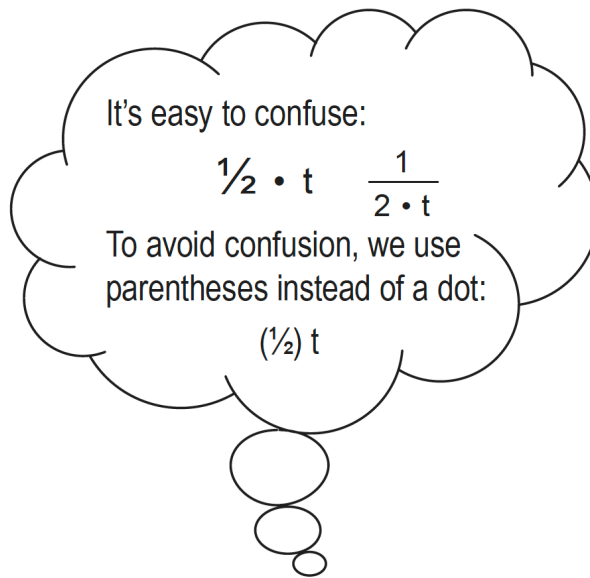 It's easy to confuse:
½ • t    1/(2 • t)
To avoid confusion, we use
parentheses instead of a dot:
(½) t